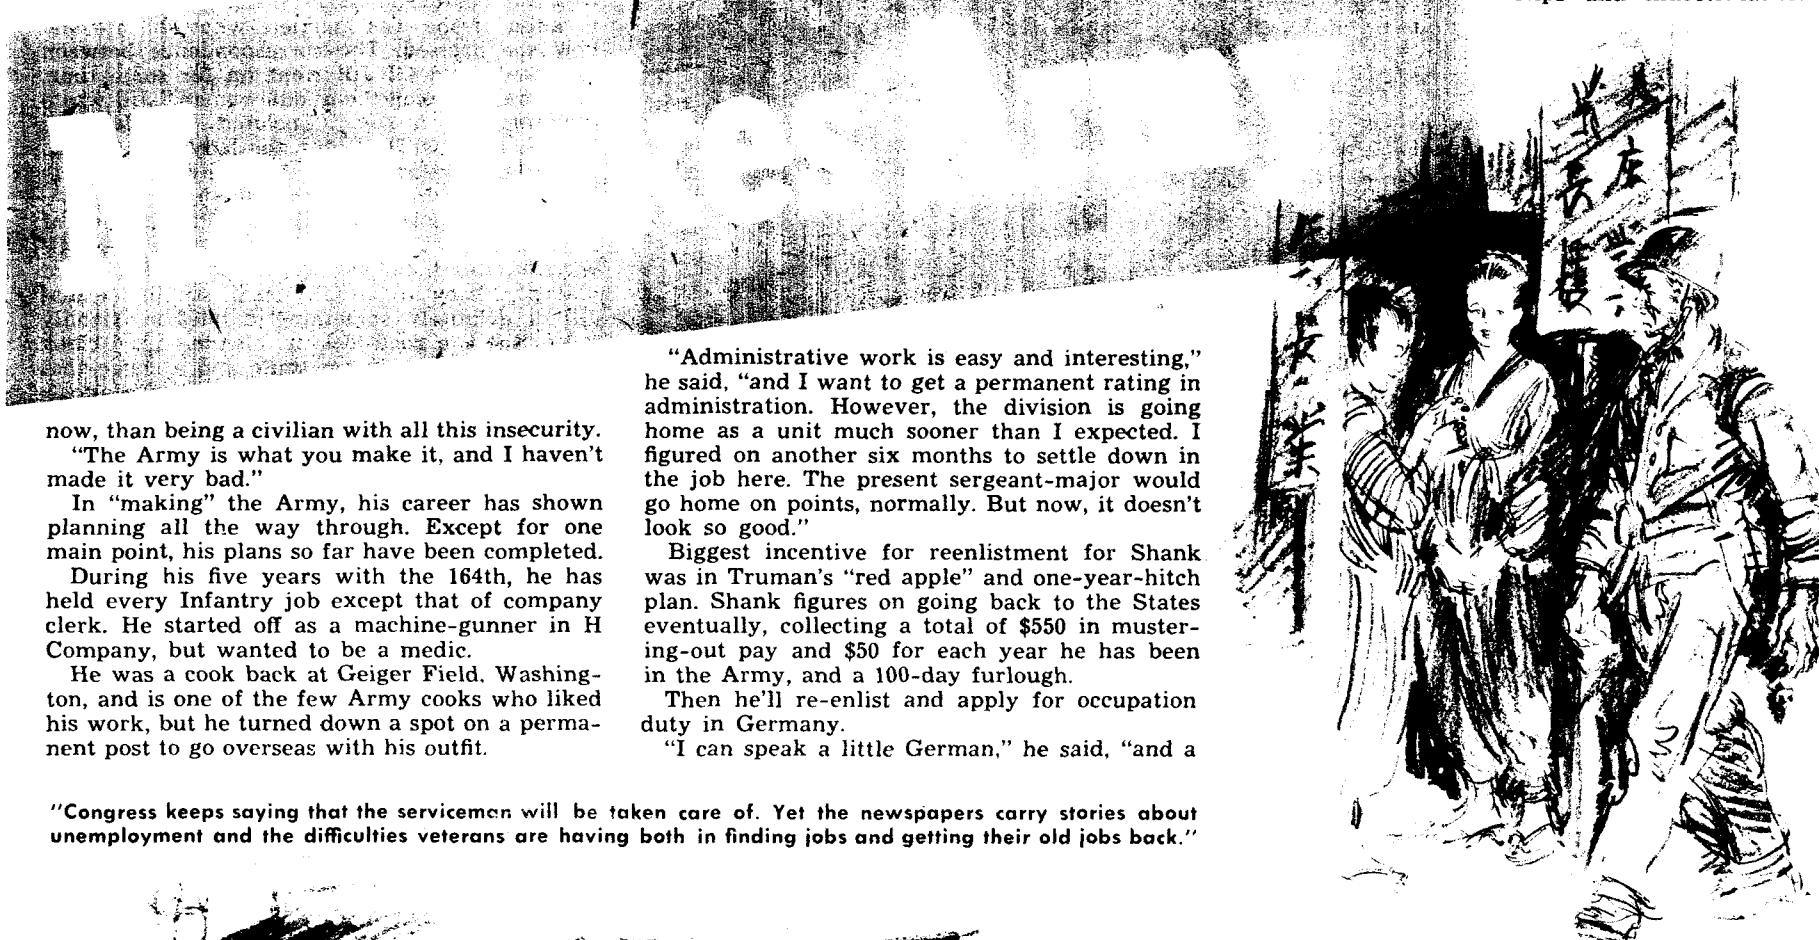 Man Likes Army
now, than being a civilian with all this insecurity.
“The Army is what you make it, and I haven’t
made it very bad.”
In “making” the Army, his career has shown
planning all the way through. Except for one
main point, his plans so far have been completed.
During his five years with the 164th, he has
held every Infantry job except that of company
clerk. He started off as a machine-gunner in H
Company, but wanted to be a medic.
He was a cook back at Geiger Field, Washing-
ton, and is one of the few Army cooks who liked
his work, but he turned down a spot on a perma-
nent post to go overseas with his outfit.
“Administrative work is easy and interesting,”
he said, “and I want to get a permanent rating in
administration. However, the division is going
home as a unit much sooner than I expected. I
figured on another six months to settle down in
the job here. The present sergeant-major would
go home on points, normally. But now, it doesn’t
look so good.”
Biggest incentive for reenlistment for Shank
was in Truman’s “red apple” and one-year-hitch
plan. Shank figures on going back to the States
eventually, collecting a total of $550 in muster-
ing-out pay and $50 for each year he has been
in the Army, and a 100-day furlough.
Then he’ll re-enlist and apply for occupation
duty in Germany.
“I can speak a little German,” he said, “and a
"Congress keeps saying that the servicemen will be taken care of. Yet the newspapers carry stories about
unemployment and the difficulties veterans are having both in finding jobs and getting their old jobs back."